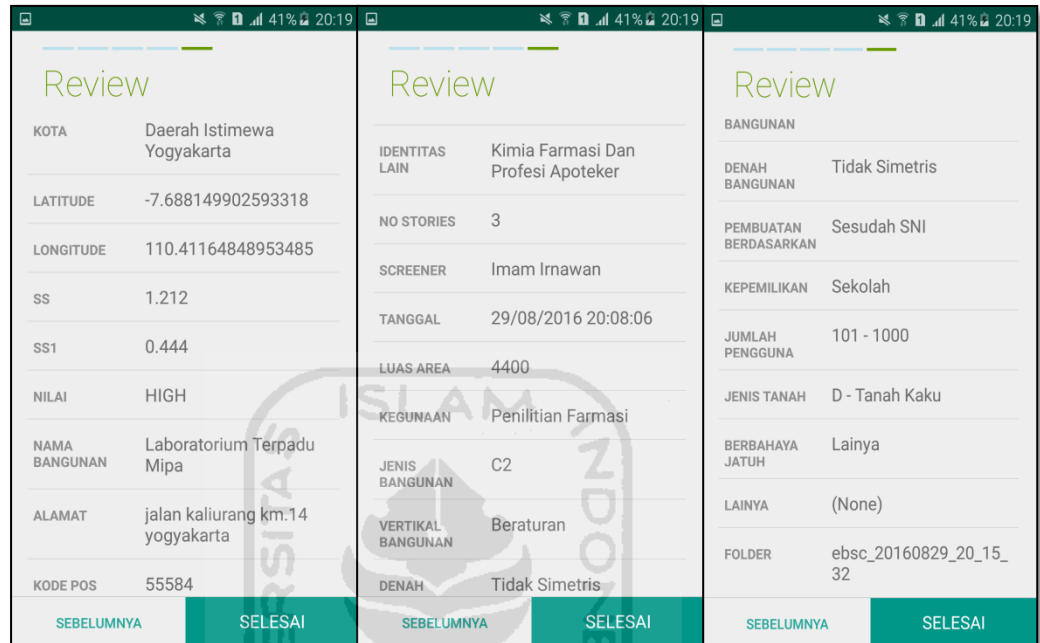 41% 20:19
Review
KOTA Daerah Istimewa
Yogyakarta
LATITUDE -7.688149902593318
LONGITUDE 110.41164848953485
SS 1.212
SS1 0.444
NILAI HIGH
NAMA BANGUNAN Laboratorium Terpadu
Mipa
ALAMAT jalan kaliurang km.14
yogyakarta
KODE POS 55584
SEBELUMNYA SELESAI
41% 20:19
Review
IDENTITAS LAIN Kimia Farmasi Dan
Profesi Apoteker
NO STORIES 3
SCREENER Imam Irnawan
TANGGAL 29/08/2016 20:08:06
LUAS AREA 4400
KEGUNAAN Penilitian Farmasi
JENIS BANGUNAN C2
VERTIKAL BANGUNAN Beraturan
DENAH Tidak Simetris
SEBELUMNYA SELESAI
41% 20:19
Review
BANGUNAN
DENAH BANGUNAN Tidak Simetris
PEMBUATAN BERDASARKAN Sesudah SNI
KEPEMILIKAN Sekolah
JUMLAH PENGGUNA 101 - 1000
JENIS TANAH D - Tanah Kaku
BERBAHAYA JATUH Lainya
LAINYA (None)
FOLDER ebsc_20160829_20_15_
32
SEBELUMNYA SELESAI
ISLAM
INDON